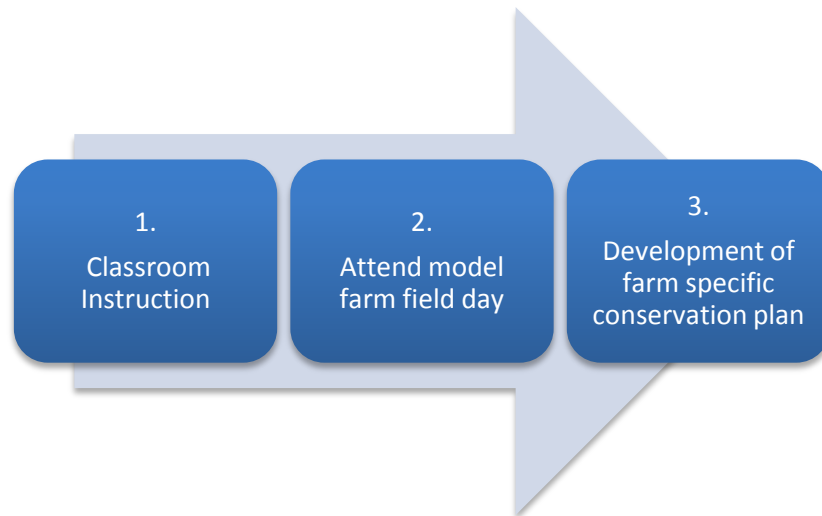 1.
Classroom
Instruction
2.
Attend model
farm field day
3.
Development of
farm specific
conservation plan